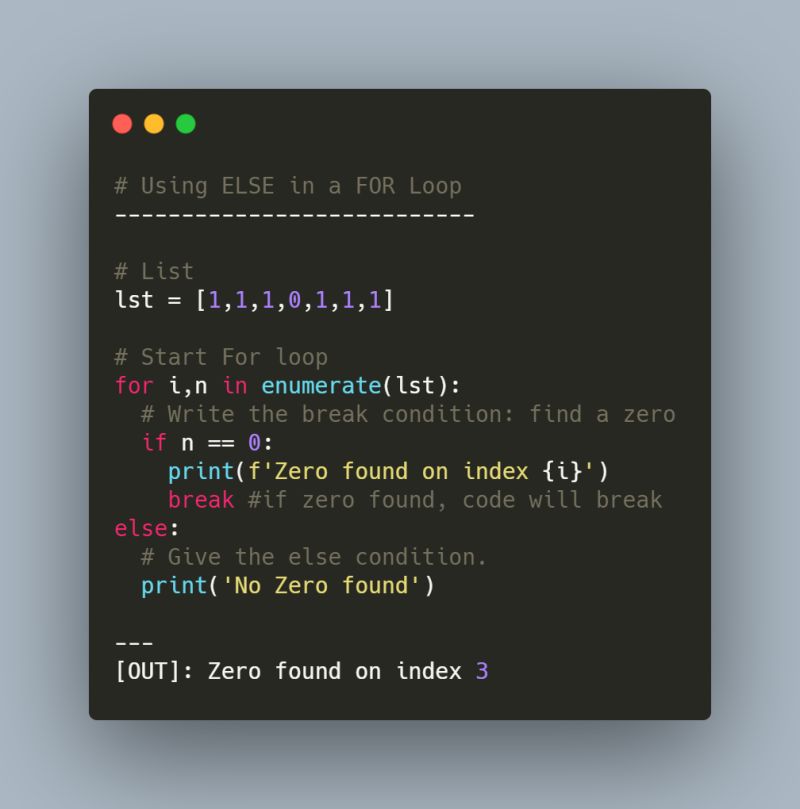 # Using ELSE in a FOR Loop
---------------------------
# List
lst = [1,1,1,0,1,1,1]
# Start For loop
for i,n in enumerate(lst):
  # Write the break condition: find a zero
  if n == 0:
    print(f'Zero found on index {i}')
    break #if zero found, code will break
else:
  # Give the else condition.
  print('No Zero found')
---
[OUT]: Zero found on index 3